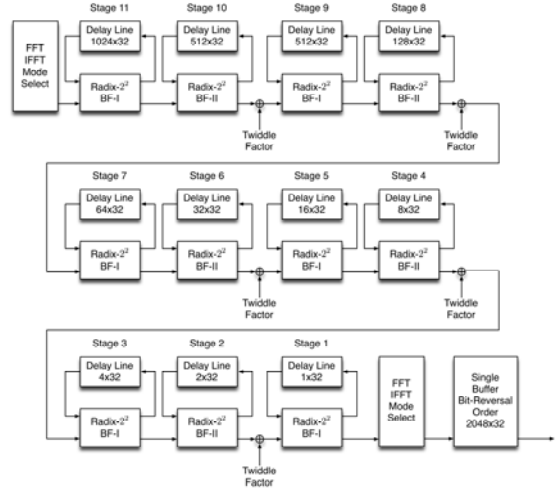 Stage 11
Stage 10
Stage 9
Stage 8
FFT
IFFT
Mode
Select
Delay Line
1024x32
Delay Line
512x32
Delay Line
512x32
Delay Line
128x32
Radix-2²
BF-I
Radix-2²
BF-II
Radix-2²
BF-I
Radix-2²
BF-II
Twiddle
Factor
Twiddle
Factor
Stage 7
Stage 6
Stage 5
Stage 4
Delay Line
64x32
Delay Line
32x32
Delay Line
16x32
Delay Line
8x32
Radix-2²
BF-I
Radix-2²
BF-II
Radix-2²
BF-I
Radix-2²
BF-II
Twiddle
Factor
Twiddle
Factor
Stage 3
Stage 2
Stage 1
Delay Line
4x32
Delay Line
2x32
Delay Line
1x32
Radix-2²
BF-I
Radix-2²
BF-II
Radix-2²
BF-I
FFT
IFFT
Mode
Select
Single
Buffer
Bit-Reversal
Order
2048x32
Twiddle
Factor